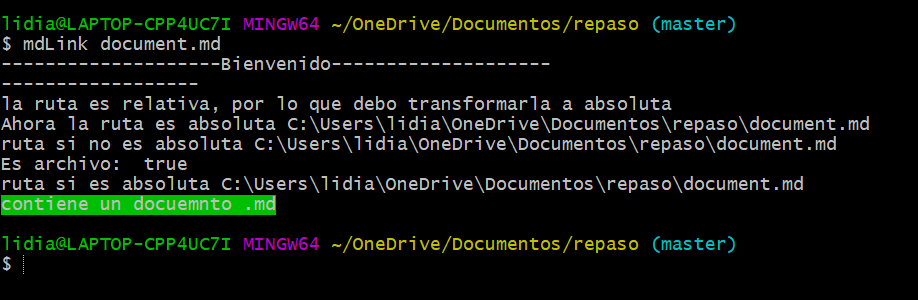 lidia@LAPTOP-CPP4UC7I MINGW64 ~/OneDrive/Documentos/repaso (master)
$ mdLink document.md
--------------------Bienvenido--------------------
------------------
la ruta es relativa, por lo que debo transformarla a absoluta
Ahora la ruta es absoluta C:\Users\lidia\OneDrive\Documentos\repaso\document.md
ruta si no es absoluta C:\Users\lidia\OneDrive\Documentos\repaso\document.md
Es archivo:  true
ruta si es absoluta C:\Users\lidia\OneDrive\Documentos\repaso\document.md
contiene un docuemnto .md
lidia@LAPTOP-CPP4UC7I MINGW64 ~/OneDrive/Documentos/repaso (master)
$